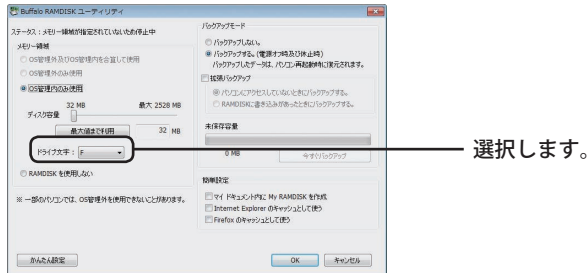 Buffalo RAMDISK ユーティリティ
ステータス：メモリー領域が指定されていないため停止中
メモリー領域
OS管理外及びOS管理内を合量して使用
OS管理外のみ使用
OS管理内のみ使用
32 MB 最大 2528 MB
ディスク容量
最大値まで利用 32 MB
ドライブ文字： F
RAMDISK を使用しない
※ 一部のパソコンでは、OS管理外を使用できないことがあります。
かんたん設定
バックアップモード
バックアップしない。
バックアップする。(電源オフ時及び休止時)
バックアップしたデータは、パソコン再起動時に復元されます。
拡張バックアップ
パソコンにアクセスしていないときにバックアップする。
RAMDISKに書き込みがあったときにバックアップする。
未保存容量
0 MB 今すぐバックアップ
簡単設定
マイ ドキュメント内に My RAMDISK を作成
Internet Explorer のキャッシュとして使う
Firefox のキャッシュとして使う
OK キャンセル
選択します。